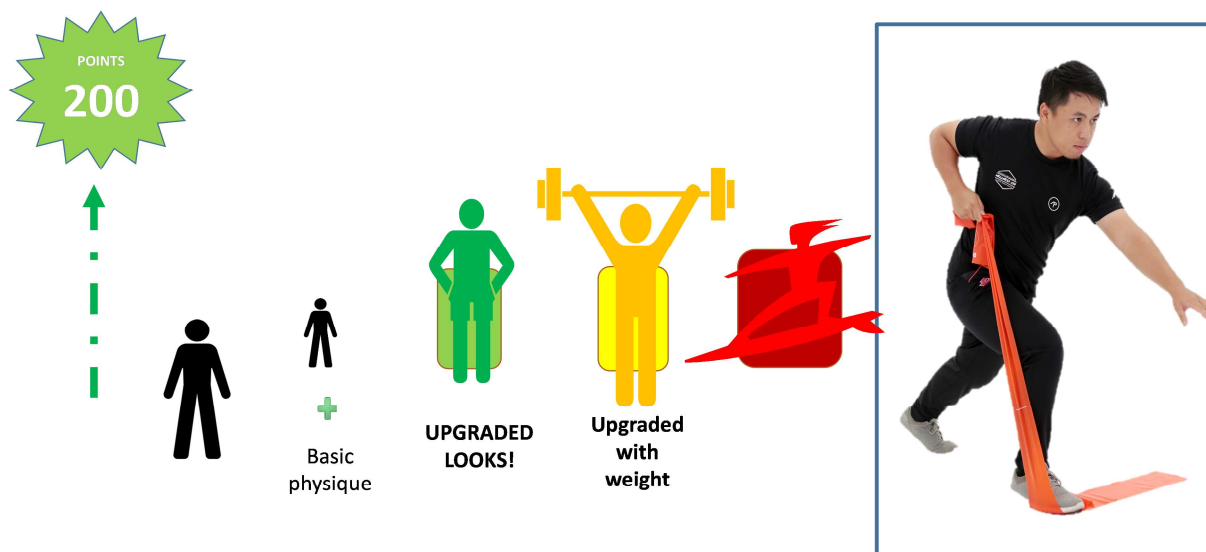 POINTS
200
Basic
physique
UPGRADED
LOOKS!
Upgraded
with
weight